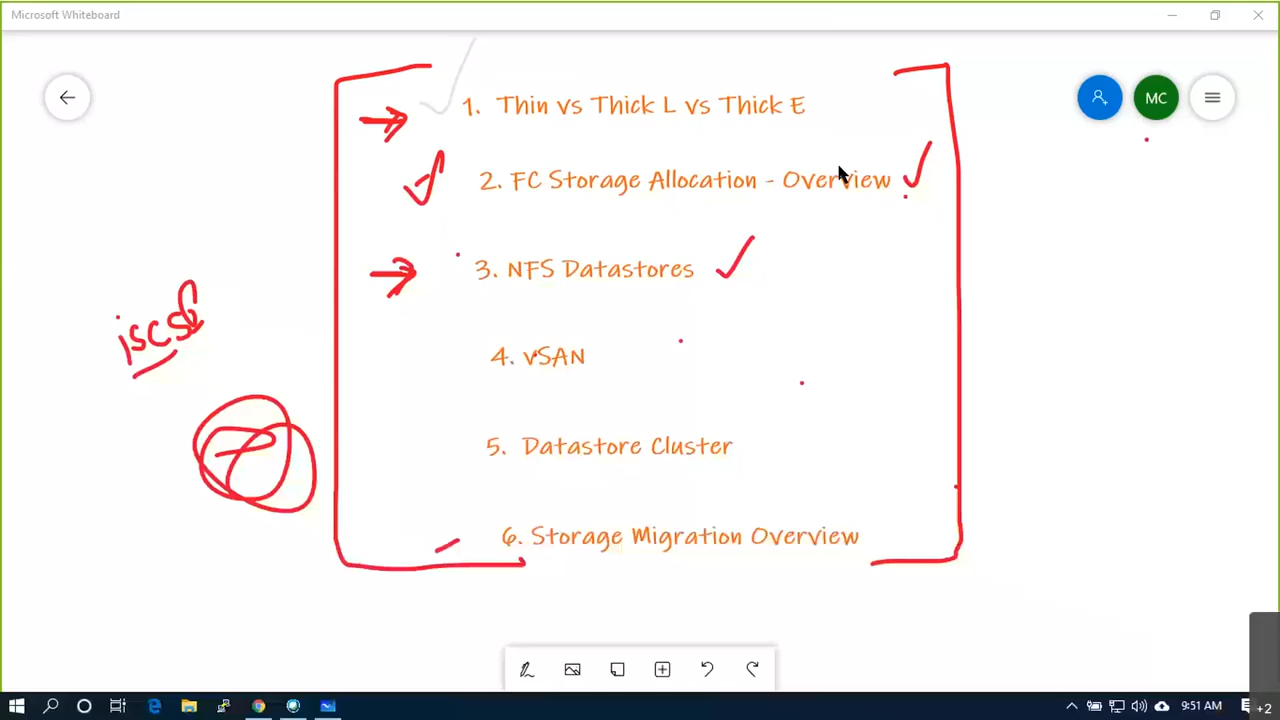 Microsoft Whiteboard
MC
1. Thin vs Thick L vs Thick E
2. FC Storage Allocation - Overview
3. NFS Datastores
iscsi
4. vSAN
5. Datastore Cluster
6. Storage Migration Overview
9:51 AM
+2